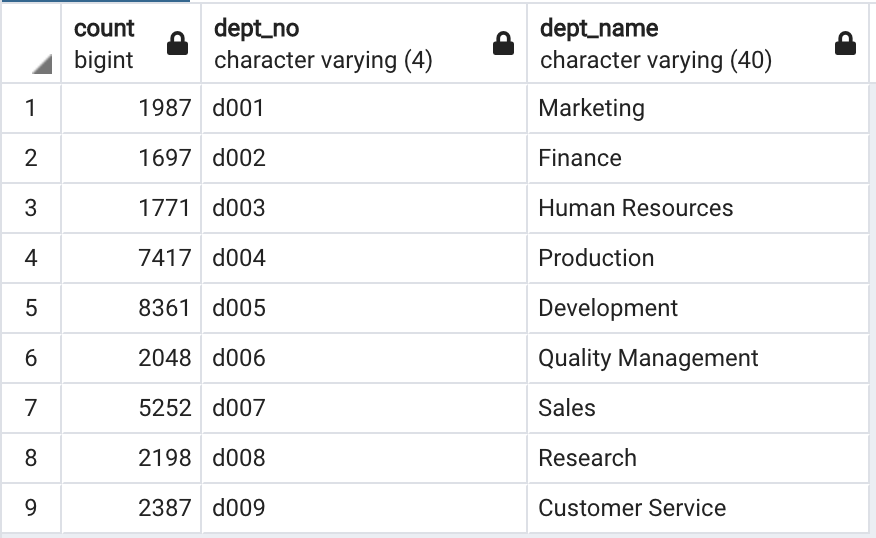 count dept_no dept_name
bigint character varying (4) character varying (40)
1 1987 d001 Marketing
2 1697 d002 Finance
3 1771 d003 Human Resources
4 7417 d004 Production
5 8361 d005 Development
6 2048 d006 Quality Management
7 5252 d007 Sales
8 2198 d008 Research
9 2387 d009 Customer Service